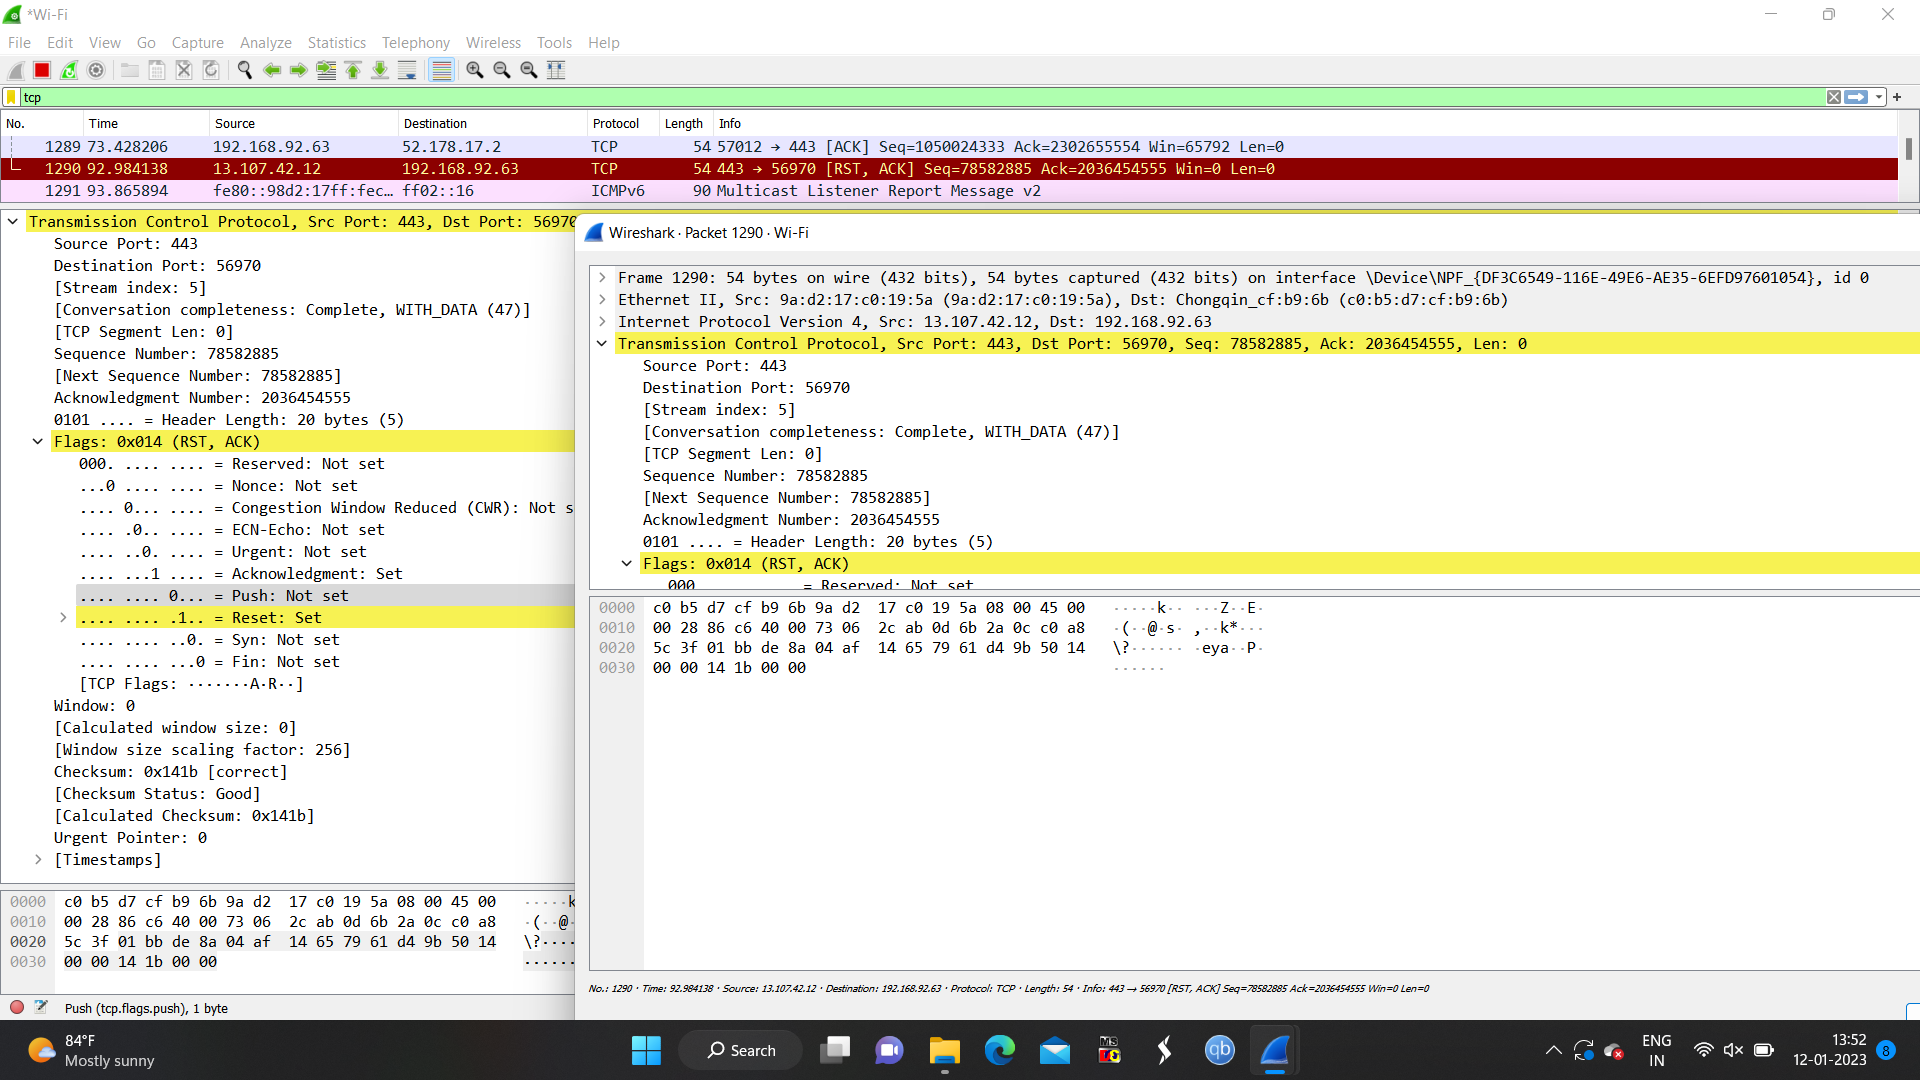 *Wi-Fi
File Edit View Go Capture Analyze Statistics Telephony Wireless Tools Help
tcp
No. Time Source Destination Protocol Length Info
1289 73.428206 192.168.92.63 52.178.17.2 TCP 54 57012 → 443 [ACK] Seq=1050024333 Ack=2302655554 Win=65792 Len=0
1290 92.984138 13.107.42.12 192.168.92.63 TCP 54 443 → 56970 [RST, ACK] Seq=78582885 Ack=2036454555 Win=0 Len=0
1291 93.865894 fe80::98d2:17ff:fec… ff02::16 ICMPv6 90 Multicast Listener Report Message v2
Transmission Control Protocol, Src Port: 443, Dst Port: 56970
Source Port: 443
Destination Port: 56970
[Stream index: 5]
[Conversation completeness: Complete, WITH_DATA (47)]
[TCP Segment Len: 0]
Sequence Number: 78582885
[Next Sequence Number: 78582885]
Acknowledgment Number: 2036454555
0101 .... = Header Length: 20 bytes (5)
Flags: 0x014 (RST, ACK)
000. .... .... = Reserved: Not set
...0 .... .... = Nonce: Not set
.... 0... .... = Congestion Window Reduced (CWR): Not s
.... .0.. .... = ECN-Echo: Not set
.... ..0. .... = Urgent: Not set
.... ...1 .... = Acknowledgment: Set
.... .... 0... = Push: Not set
.... .... .1.. = Reset: Set
.... .... ..0. = Syn: Not set
.... .... ...0 = Fin: Not set
[TCP Flags: ·······A·R··]
Window: 0
[Calculated window size: 0]
[Window size scaling factor: 256]
Checksum: 0x141b [correct]
[Checksum Status: Good]
[Calculated Checksum: 0x141b]
Urgent Pointer: 0
[Timestamps]
0000 c0 b5 d7 cf b9 6b 9a d2 17 c0 19 5a 08 00 45 00 ·····k
0010 00 28 86 c6 40 00 73 06 2c ab 0d 6b 2a 0c c0 a8 ·(··@·
0020 5c 3f 01 bb de 8a 04 af 14 65 79 61 d4 9b 50 14 \?····
0030 00 00 14 1b 00 00 ······
Push (tcp.flags.push), 1 byte
Wireshark · Packet 1290 · Wi-Fi
Frame 1290: 54 bytes on wire (432 bits), 54 bytes captured (432 bits) on interface \Device\NPF_{DF3C6549-116E-49E6-AE35-6EFD97601054}, id 0
Ethernet II, Src: 9a:d2:17:c0:19:5a (9a:d2:17:c0:19:5a), Dst: Chongqin_cf:b9:6b (c0:b5:d7:cf:b9:6b)
Internet Protocol Version 4, Src: 13.107.42.12, Dst: 192.168.92.63
Transmission Control Protocol, Src Port: 443, Dst Port: 56970, Seq: 78582885, Ack: 2036454555, Len: 0
Source Port: 443
Destination Port: 56970
[Stream index: 5]
[Conversation completeness: Complete, WITH_DATA (47)]
[TCP Segment Len: 0]
Sequence Number: 78582885
[Next Sequence Number: 78582885]
Acknowledgment Number: 2036454555
0101 .... = Header Length: 20 bytes (5)
Flags: 0x014 (RST, ACK)
000. .... .... = Reserved: Not set
0000 c0 b5 d7 cf b9 6b 9a d2 17 c0 19 5a 08 00 45 00 ·····k·· ···Z··E·
0010 00 28 86 c6 40 00 73 06 2c ab 0d 6b 2a 0c c0 a8 ·(··@·s· ,··k*···
0020 5c 3f 01 bb de 8a 04 af 14 65 79 61 d4 9b 50 14 \?······ ·eya··P·
0030 00 00 14 1b 00 00 ······
No.: 1290 · Time: 92.984138 · Source: 13.107.42.12 · Destination: 192.168.92.63 · Protocol: TCP · Length: 54 · Info: 443 → 56970 [RST, ACK] Seq=78582885 Ack=2036454555 Win=0 Len=0
84°F
Mostly sunny
Search
MS
DOS
qb
ENG
IN
13:52
12-01-2023
8